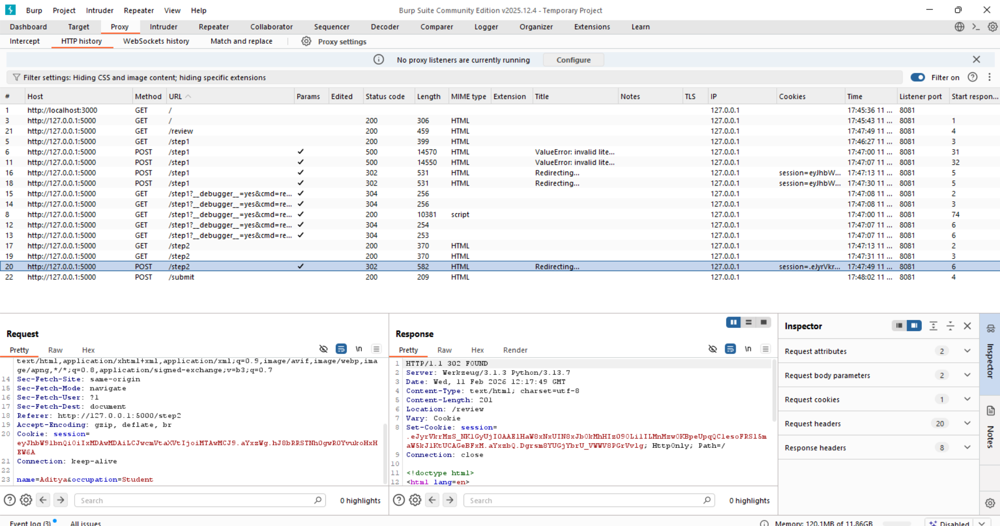 Burp Project Intruder Repeater View Help Burp Suite Community Edition v2025.12.4 - Temporary Project
Dashboard Target Proxy Intruder Repeater Collaborator Sequencer Decoder Comparer Logger Organizer Extensions Learn
Intercept HTTP history WebSockets history Match and replace Proxy settings
No proxy listeners are currently running Configure
Filter settings: Hiding CSS and image content; hiding specific extensions Filter on
# Host Method URL Params Edited Status code Length MIME type Extension Title Notes TLS IP Cookies Time Listener port Start respon...
1 http://localhost:3000 GET / 127.0.0.1 17:45:36 11 ... 8081
3 http://127.0.0.1:5000 GET / 200 306 HTML 127.0.0.1 17:45:43 11 ... 8081 1
21 http://127.0.0.1:5000 GET /review 200 459 HTML 127.0.0.1 17:47:49 11 ... 8081 4
5 http://127.0.0.1:5000 GET /step1 200 399 HTML 127.0.0.1 17:46:27 11 ... 8081 3
6 http://127.0.0.1:5000 POST /step1 ✓ 500 14570 HTML ValueError: invalid lite... 127.0.0.1 17:47:00 11 ... 8081 31
11 http://127.0.0.1:5000 POST /step1 ✓ 500 14550 HTML ValueError: invalid lite... 127.0.0.1 17:47:07 11 ... 8081 32
16 http://127.0.0.1:5000 POST /step1 ✓ 302 531 HTML Redirecting... 127.0.0.1 session=eyJhbW... 17:47:13 11 ... 8081 5
18 http://127.0.0.1:5000 POST /step1 ✓ 302 531 HTML Redirecting... 127.0.0.1 session=eyJhbW... 17:47:30 11 ... 8081 5
15 http://127.0.0.1:5000 GET /step1?__debugger__=yes&cmd=re... ✓ 304 256 127.0.0.1 17:47:08 11 ... 8081 2
14 http://127.0.0.1:5000 GET /step1?__debugger__=yes&cmd=re... ✓ 304 256 127.0.0.1 17:47:08 11 ... 8081 3
8 http://127.0.0.1:5000 GET /step1?__debugger__=yes&cmd=re... ✓ 200 10381 script 127.0.0.1 17:47:00 11 ... 8081 74
12 http://127.0.0.1:5000 GET /step1?__debugger__=yes&cmd=re... ✓ 304 254 127.0.0.1 17:47:07 11 ... 8081 6
13 http://127.0.0.1:5000 GET /step1?__debugger__=yes&cmd=re... ✓ 304 253 127.0.0.1 17:47:07 11 ... 8081 6
17 http://127.0.0.1:5000 GET /step2 200 370 HTML 127.0.0.1 17:47:13 11 ... 8081 2
19 http://127.0.0.1:5000 GET /step2 200 370 HTML 127.0.0.1 17:47:31 11 ... 8081 3
20 http://127.0.0.1:5000 POST /step2 ✓ 302 582 HTML Redirecting... 127.0.0.1 session=.eJyrVkr... 17:47:49 11 ... 8081 6
22 http://127.0.0.1:5000 POST /submit 200 209 HTML 127.0.0.1 17:48:02 11 ... 8081 4
Request
Pretty Raw Hex \n
text/html,application/xhtml+xml,application/xml;q=0.9,image/avif,image/webp,ima
ge/apng,*/*;q=0.8,application/signed-exchange;v=b3;q=0.7
14 Sec-Fetch-Site: same-origin
15 Sec-Fetch-Mode: navigate
16 Sec-Fetch-User: ?1
17 Sec-Fetch-Dest: document
18 Referer: http://127.0.0.1:5000/step2
19 Accept-Encoding: gzip, deflate, br
20 Cookie: session=
eyJhbW91bnQiOiIxMDAwMDAiLCJwcmVtaXVtIjoiMTAwMCJ9.aYxzWg.hJ8bRRSTNhOgwROYvukoHxH
EW6A
21 Connection: keep-alive
22
23 name=Aditya&occupation=Student
Search 0 highlights
Response
Pretty Raw Hex Render \n
1 HTTP/1.1 302 FOUND
2 Server: Werkzeug/3.1.3 Python/3.13.7
3 Date: Wed, 11 Feb 2026 12:17:49 GMT
4 Content-Type: text/html; charset=utf-8
5 Content-Length: 201
6 Location: /review
7 Vary: Cookie
8 Set-Cookie: session=
HttpOnly; Path=/
9 Connection: close
10
11 <!doctype html>
12 <html lang=en>
Search 0 highlights
Inspector
Request attributes 2
Request body parameters 2
Request cookies 1
Request headers 20
Response headers 8
Inspector
Notes
Event log (3) All issues Memory: 120.1MB of 11.86GB Disabled